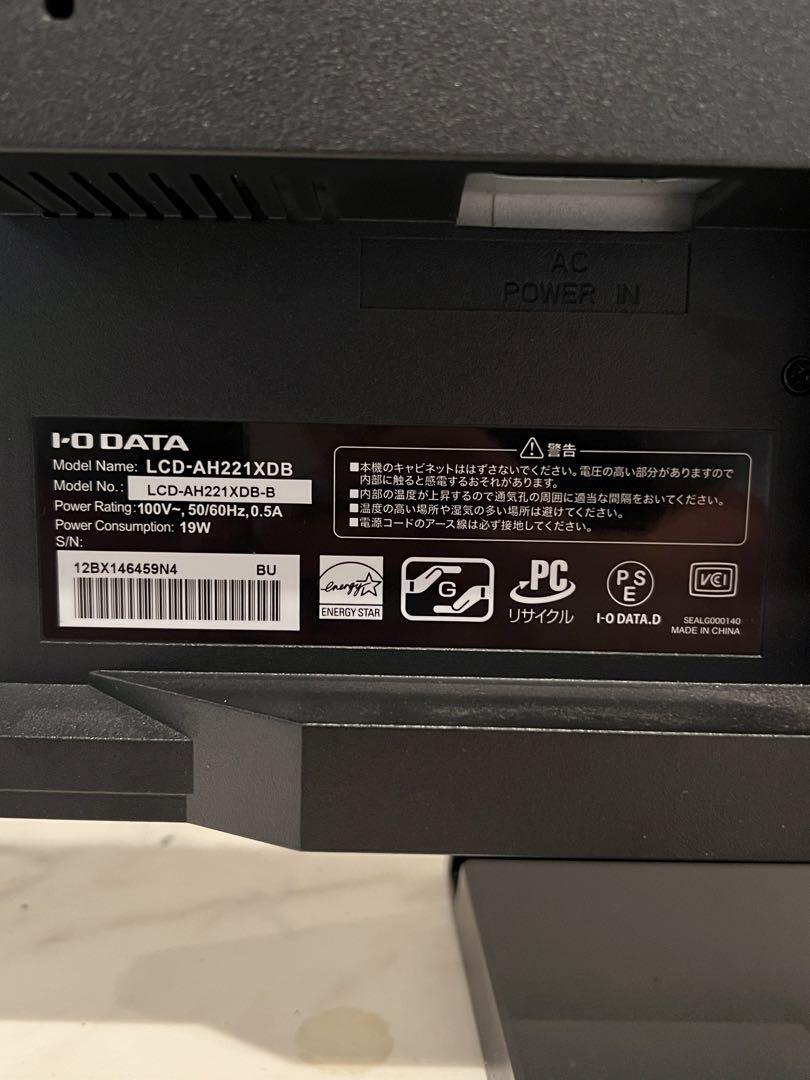 AC
POWER IN
I-O DATA
Model Name: LCD-AH221XDB
Model No.: LCD-AH221XDB-B
Power Rating: 100V~, 50/60Hz, 0.5A
Power Consumption: 19W
S/N:
12BX146459N4 BU
警告
■本機のキャビネットははずさないでください。電圧の高い部分がありますので
内部に触ると感電するおそれがあります。
■内部の温度が上昇するので通気孔の周囲に適当な間隔をおいてください。
■温度の高い場所や湿気の多い場所は避けてください。
■電源コードのアース線は必ず接地してください。
energy
ENERGY STAR
G
PC
リサイクル
PS
E
I-O DATA.D
VCI
SEALG000140
MADE IN CHINA